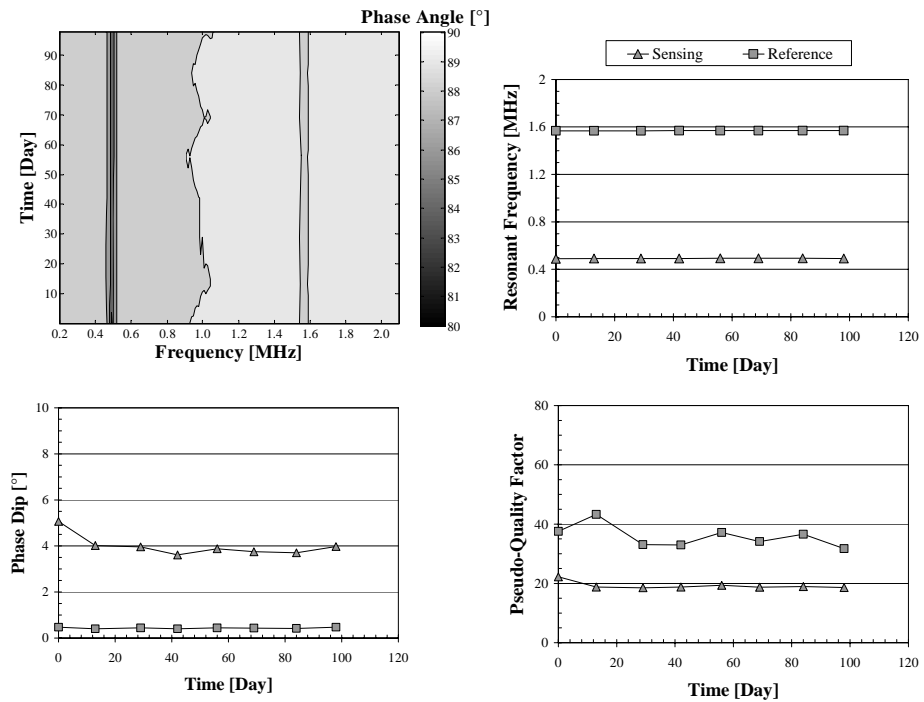 Phase Angle [°]
90
80
70
60
50
40
30
20
10
Time [Day]
0.2 0.4 0.6 0.8 1.0 1.2 1.4 1.6 1.8 2.0
Frequency [MHz]
90
89
88
87
86
85
84
83
82
81
80
Sensing Reference
2
1.6
1.2
0.8
0.4
0
Resonant Frequency [MHz]
0 20 40 60 80 100 120
Time [Day]
10
8
6
4
2
0
Phase Dip [°]
0 20 40 60 80 100 120
Time [Day]
80
60
40
20
0
Pseudo-Quality Factor
0 20 40 60 80 100 120
Time [Day]